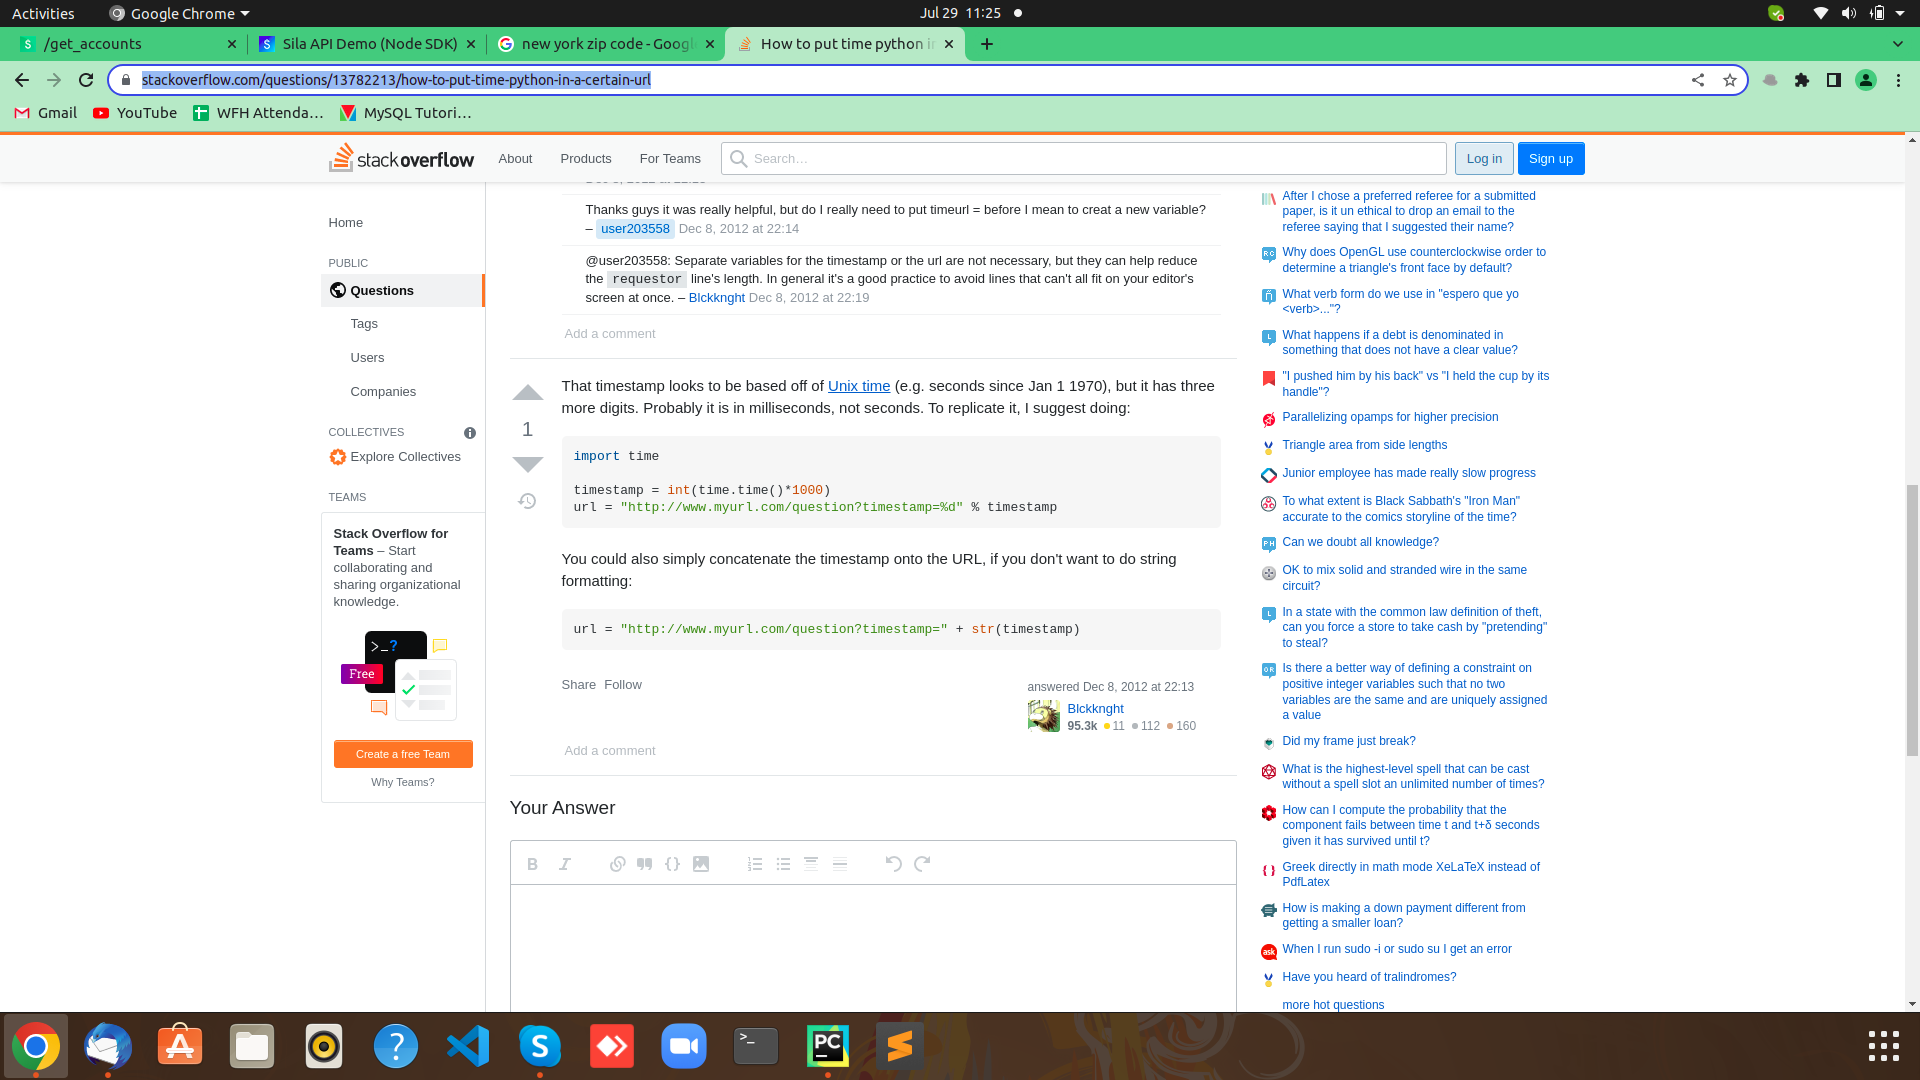 Activities
Google Chrome
Jul 29 11:25
/get_accounts
Sila API Demo (Node SDK)
new york zip code - Googl
How to put time python in
stackoverflow.com/questions/13782213/how-to-put-time-python-in-a-certain-url
Gmail
YouTube
WFH Attenda…
MySQL Tutori…
stackoverflow
About
Products
For Teams
Search…
Log in
Sign up
Home
PUBLIC
Questions
Tags
Users
Companies
COLLECTIVES
Explore Collectives
TEAMS
Stack Overflow for
Teams – Start
collaborating and
sharing organizational
knowledge.
>_?
Free
Create a free Team
Why Teams?
Thanks guys it was really helpful, but do I really need to put timeurl = before I mean to creat a new variable?
– user203558 Dec 8, 2012 at 22:14
@user203558: Separate variables for the timestamp or the url are not necessary, but they can help reduce
the requestor line's length. In general it's a good practice to avoid lines that can't all fit on your editor's
screen at once. – Blckknght Dec 8, 2012 at 22:19
Add a comment
1
That timestamp looks to be based off of Unix time (e.g. seconds since Jan 1 1970), but it has three
more digits. Probably it is in milliseconds, not seconds. To replicate it, I suggest doing:
import time
timestamp = int(time.time()*1000)
url = "http://www.myurl.com/question?timestamp=%d" % timestamp
You could also simply concatenate the timestamp onto the URL, if you don't want to do string
formatting:
url = "http://www.myurl.com/question?timestamp=" + str(timestamp)
Share Follow
answered Dec 8, 2012 at 22:13
Blckknght
95.3k 11 112 160
Add a comment
Your Answer
B I
After I chose a preferred referee for a submitted
paper, is it un ethical to drop an email to the
referee saying that I suggested their name?
Why does OpenGL use counterclockwise order to
determine a triangle's front face by default?
What verb form do we use in "espero que yo
<verb>..."?
What happens if a debt is denominated in
something that does not have a clear value?
"I pushed him by his back" vs "I held the cup by its
handle"?
Parallelizing opamps for higher precision
Triangle area from side lengths
Junior employee has made really slow progress
To what extent is Black Sabbath's "Iron Man"
accurate to the comics storyline of the time?
Can we doubt all knowledge?
OK to mix solid and stranded wire in the same
circuit?
In a state with the common law definition of theft,
can you force a store to take cash by "pretending"
to steal?
Is there a better way of defining a constraint on
positive integer variables such that no two
variables are the same and are uniquely assigned
a value
Did my frame just break?
What is the highest-level spell that can be cast
without a spell slot an unlimited number of times?
How can I compute the probability that the
component fails between time t and t+δ seconds
given it has survived until t?
Greek directly in math mode XeLaTeX instead of
PdfLatex
How is making a down payment different from
getting a smaller loan?
When I run sudo -i or sudo su I get an error
Have you heard of tralindromes?
more hot questions